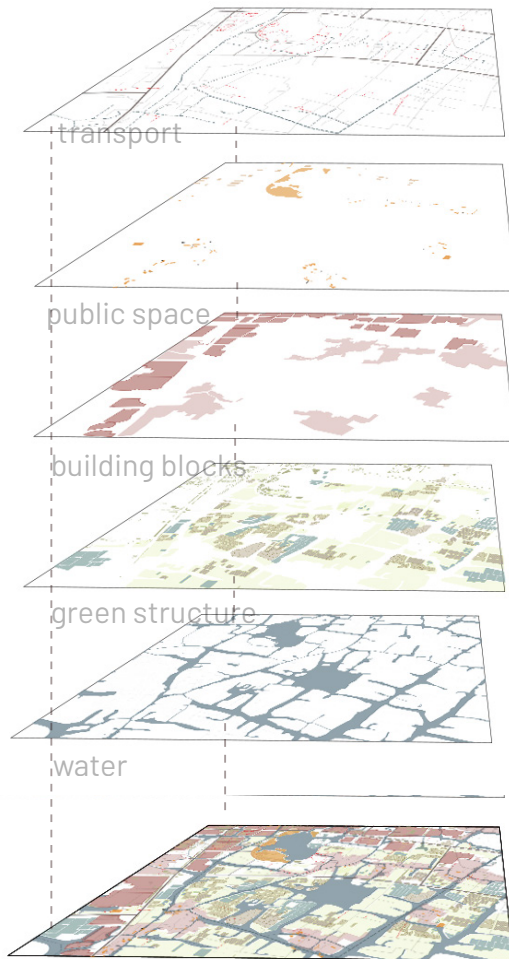 transport
public space
building blocks
green structure
water